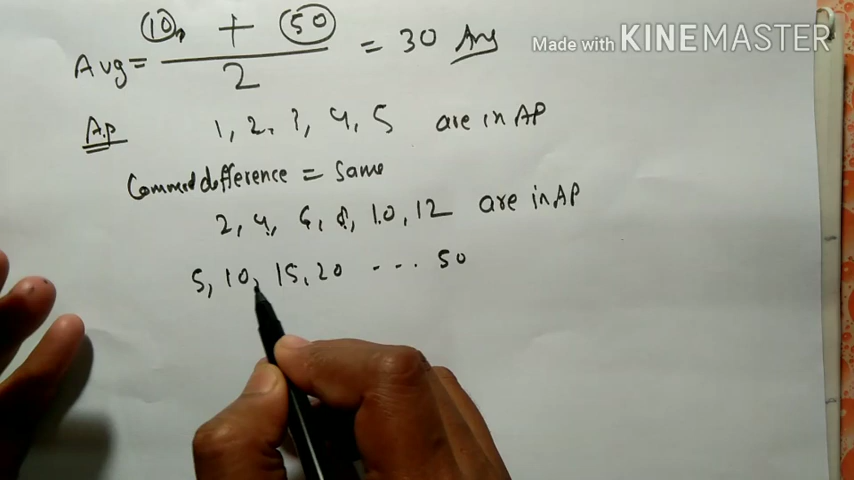 Avg = 10, + 50 / 2 = 30 Ans
Made with KINEMASTER
A.P 1, 2, 3, 4, 5 are in AP
Common difference = Same
2, 4, 6, 8, 10, 12 are in AP
5, 10, 15, 20 --- 50